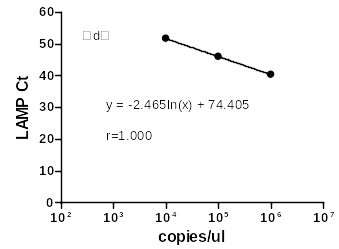 60
□d□
50
LAMP Ct
40
30
y = -2.465ln(x) + 74.405
20
r=1.000
10
0
10² 10³ 10⁴ 10⁵ 10⁶ 10⁷
copies/ul